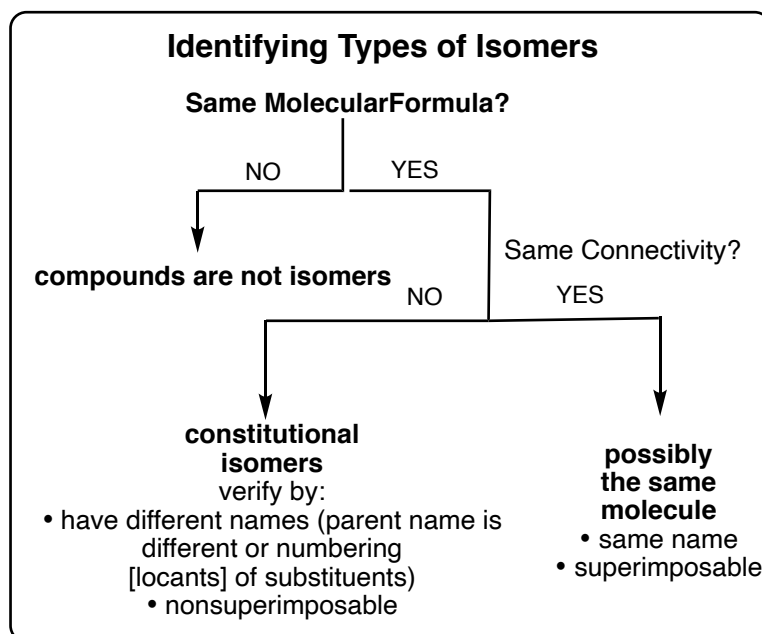 Identifying Types of Isomers
Same MolecularFormula?
NO
YES
Same Connectivity?
compounds are not isomers
NO
YES
constitutional
isomers
verify by:
• have different names (parent name is
different or numbering
[locants] of substituents)
• nonsuperimposable
possibly
the same
molecule
• same name
• superimposable